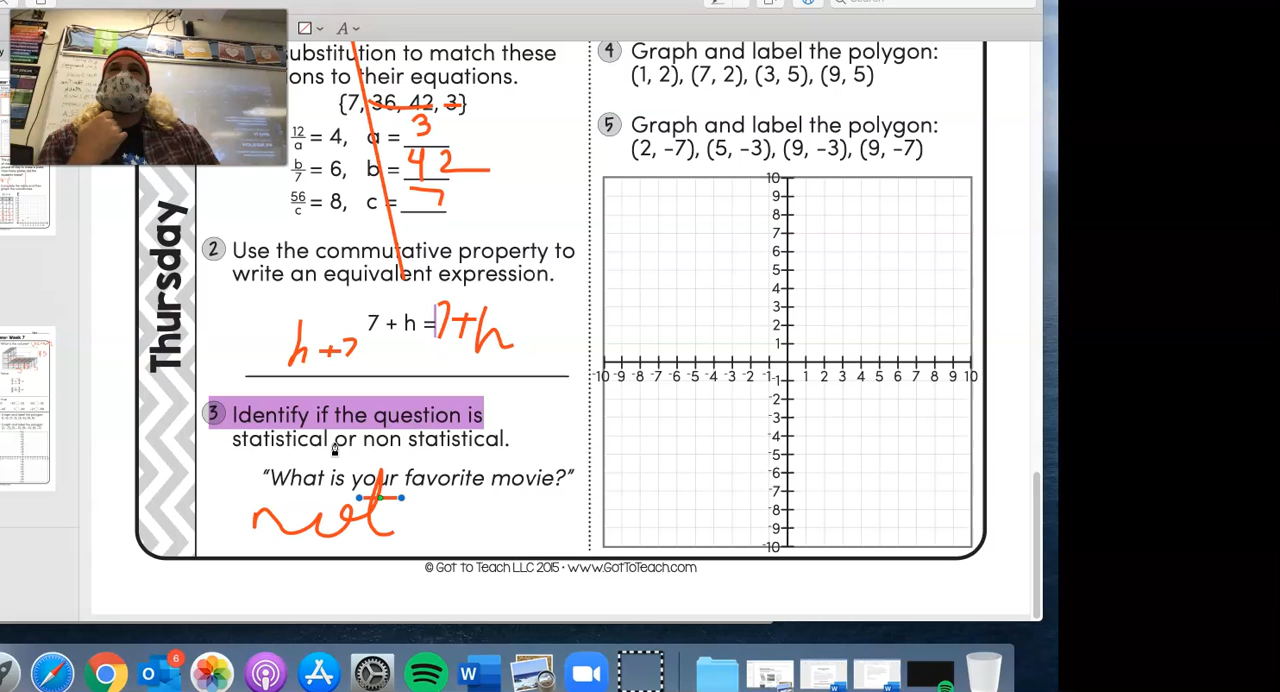 ubstitution to match these
ons to their equations.
{7, 36, 42, 3}
12/a = 4, a = 3
b/7 = 6, b = 42
56/c = 8, c = 7
2 Use the commutative property to
write an equivalent expression.
7 + h = 7+h
h+7
3 Identify if the question is
statistical or non statistical.
"What is your favorite movie?"
not
Thursday
4 Graph and label the polygon:
(1, 2), (7, 2), (3, 5), (9, 5)
5 Graph and label the polygon:
(2, -7), (5, -3), (9, -3), (9, -7)
10
9
8
7
6
5
4
3
2
1
-10 -9 -8 -7 -6 -5 -4 -3 -2 -1 1 2 3 4 5 6 7 8 9 10
-1
-2
-3
-4
-5
-6
-7
-8
-9
-10
© Got to Teach LLC 2015 · www.GotToTeach.com
6
W